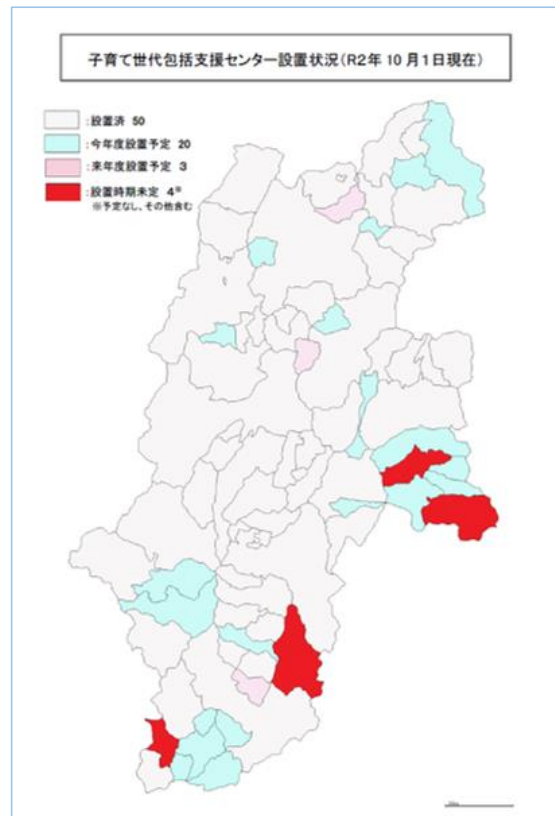 子育て世代包括支援センター設置状況(R2年 10 月1日現在)
:設置済 50
:今年度設置予定 20
:来年度設置予定 3
:設置時期未定 4※
※予定なし、その他含む